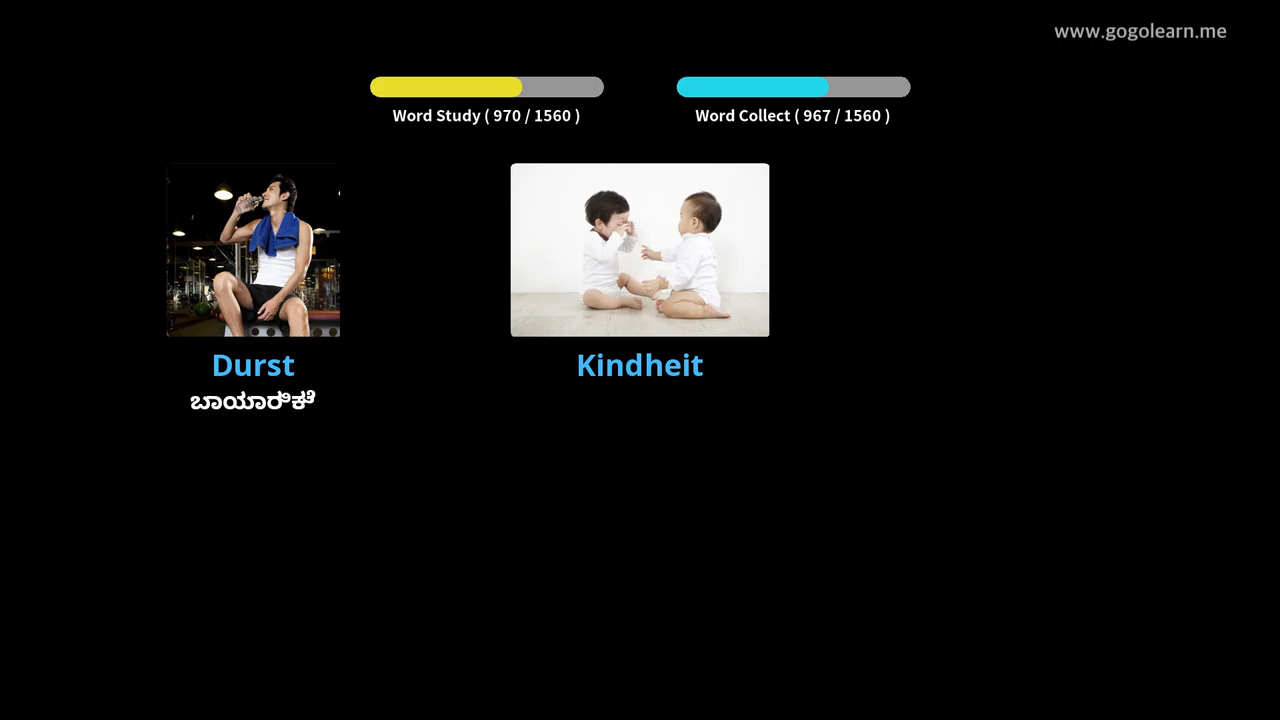 www.gogolearn.me
Word Study ( 970 / 1560 )
Word Collect ( 967 / 1560 )
Durst
Kindheit
ಬಾಯಾರಿಕೆ